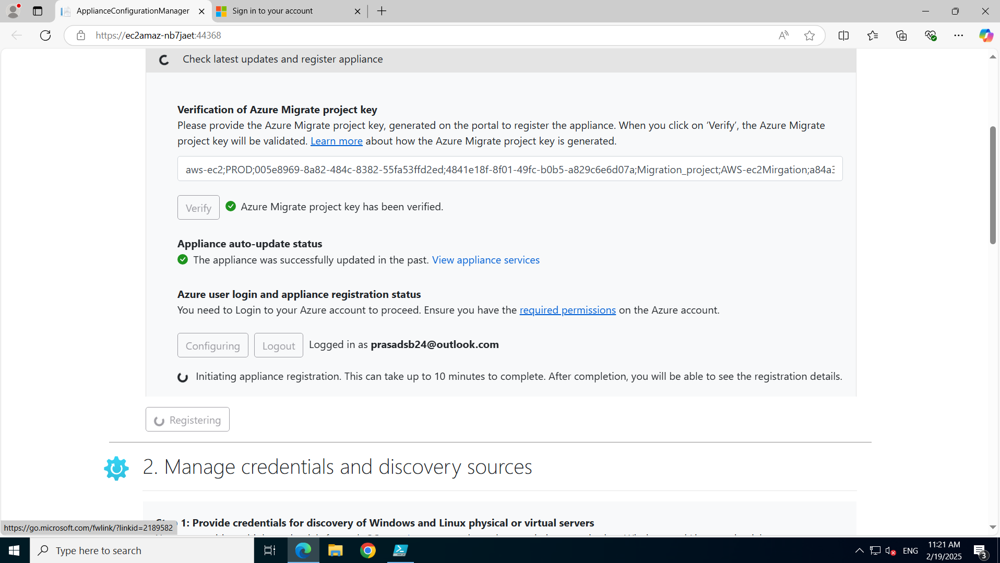 ApplianceConfigurationManager
Sign in to your account
https://ec2amaz-nb7jaet:44368
Check latest updates and register appliance
Verification of Azure Migrate project key
Please provide the Azure Migrate project key, generated on the portal to register the appliance. When you click on ‘Verify’, the Azure Migrate
project key will be validated. Learn more about how the Azure Migrate project key is generated.
aws-ec2;PROD;005e8969-8a82-484c-8382-55fa53ffd2ed;4841e18f-8f01-49fc-b0b5-a829c6e6d07a;Migration_project;AWS-ec2Mirgation;a84a3
Verify
Azure Migrate project key has been verified.
Appliance auto-update status
The appliance was successfully updated in the past. View appliance services
Azure user login and appliance registration status
You need to Login to your Azure account to proceed. Ensure you have the required permissions on the Azure account.
Configuring
Logout
Logged in as prasadsb24@outlook.com
Initiating appliance registration. This can take up to 10 minutes to complete. After completion, you will be able to see the registration details.
Registering
2. Manage credentials and discovery sources
1: Provide credentials for discovery of Windows and Linux physical or virtual servers
https://go.microsoft.com/fwlink/?linkid=2189582
Type here to search
ENG
11:21 AM
2/19/2025
3